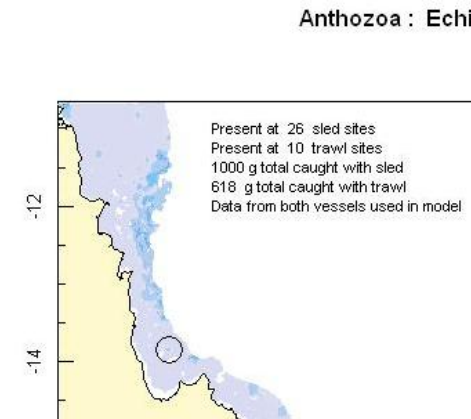 Anthozoa : Echi
Present at 26 sled sites
Present at 10 trawl sites
1000 g total caught with sled
618 g total caught with trawl
Data from both vessels used in model
-12
-14